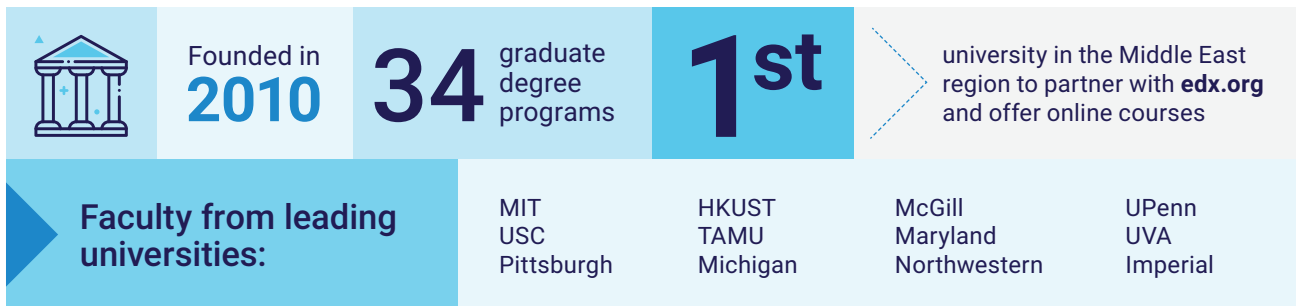 Founded in
2010
34
graduate
degree
programs
1st
university in the Middle East
region to partner with edx.org
and offer online courses
Faculty from leading
universities:
MIT
USC
Pittsburgh
HKUST
TAMU
Michigan
McGill
Maryland
Northwestern
UPenn
UVA
Imperial